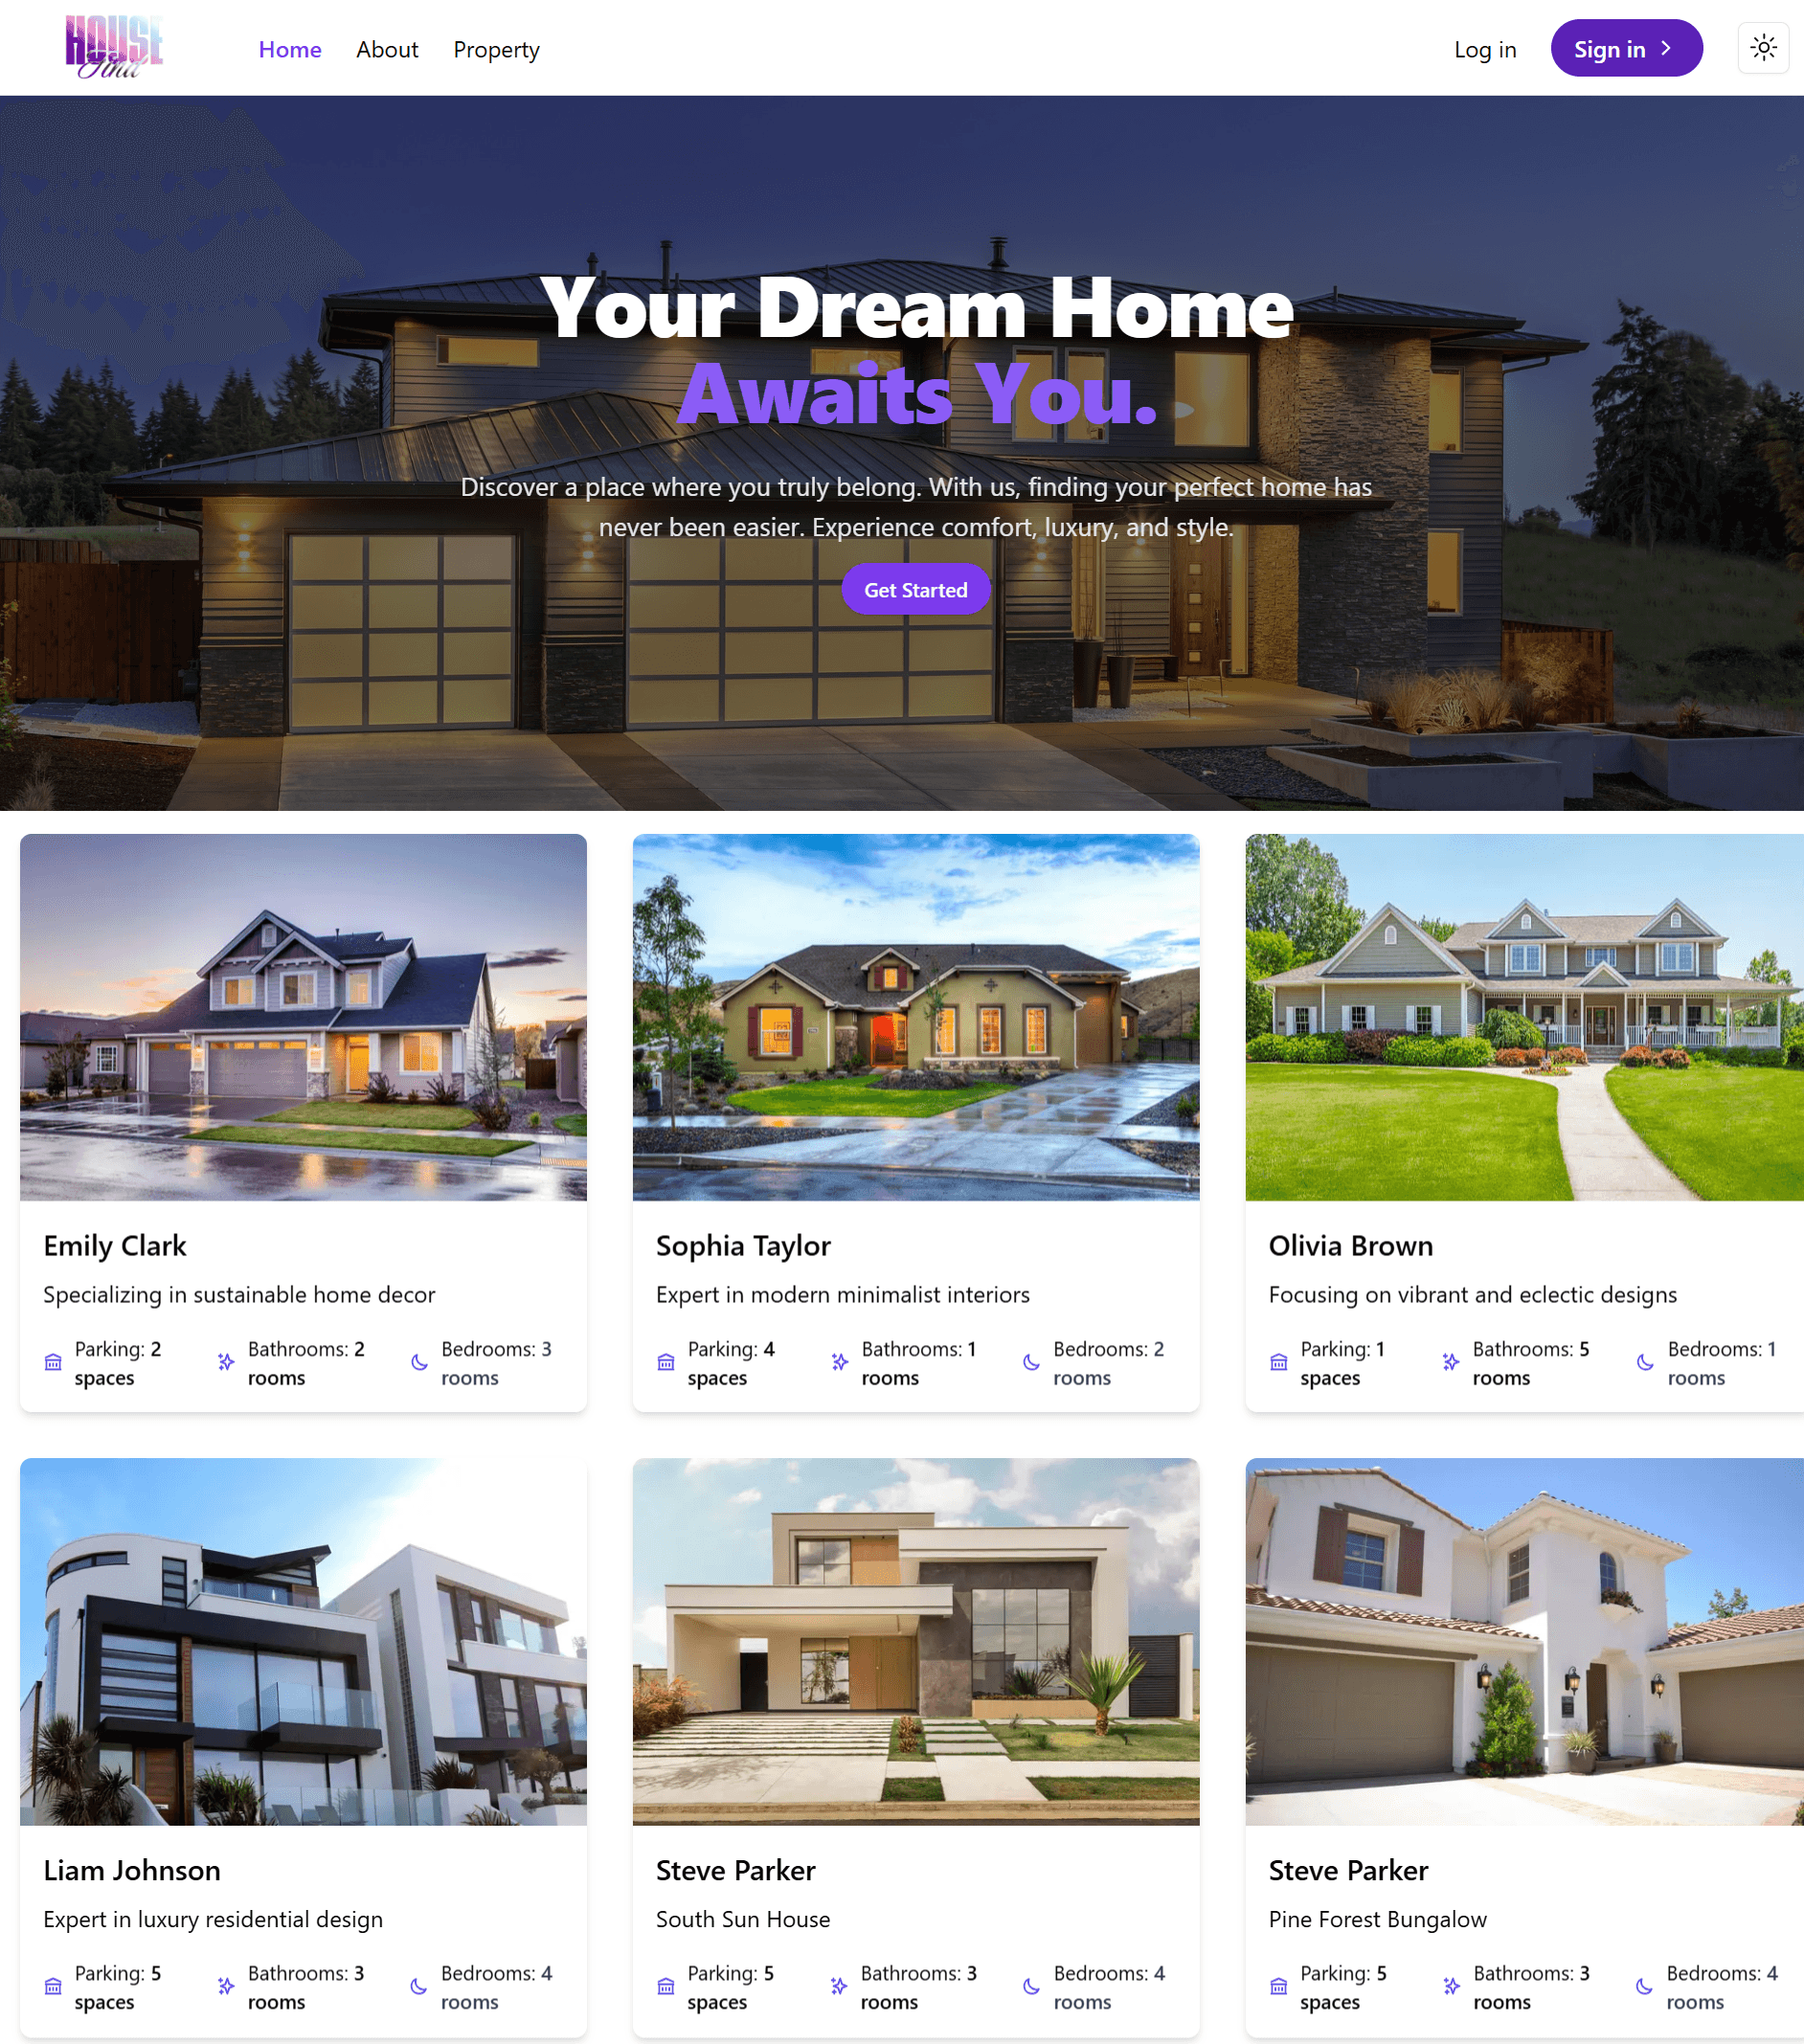 HOUSE
Find
Home
About
Property
Log in
Sign in
Your Dream Home
Awaits You.
Discover a place where you truly belong. With us, finding your perfect home has
never been easier. Experience comfort, luxury, and style.
Get Started
Emily Clark
Specializing in sustainable home decor
Parking: 2
spaces
Bathrooms: 2
rooms
Bedrooms: 3
rooms
Sophia Taylor
Expert in modern minimalist interiors
Parking: 4
spaces
Bathrooms: 1
rooms
Bedrooms: 2
rooms
Olivia Brown
Focusing on vibrant and eclectic designs
Parking: 1
spaces
Bathrooms: 5
rooms
Bedrooms: 1
rooms
Liam Johnson
Expert in luxury residential design
Parking: 5
spaces
Bathrooms: 3
rooms
Bedrooms: 4
rooms
Steve Parker
South Sun House
Parking: 5
spaces
Bathrooms: 3
rooms
Bedrooms: 4
rooms
Steve Parker
Pine Forest Bungalow
Parking: 5
spaces
Bathrooms: 3
rooms
Bedrooms: 4
rooms